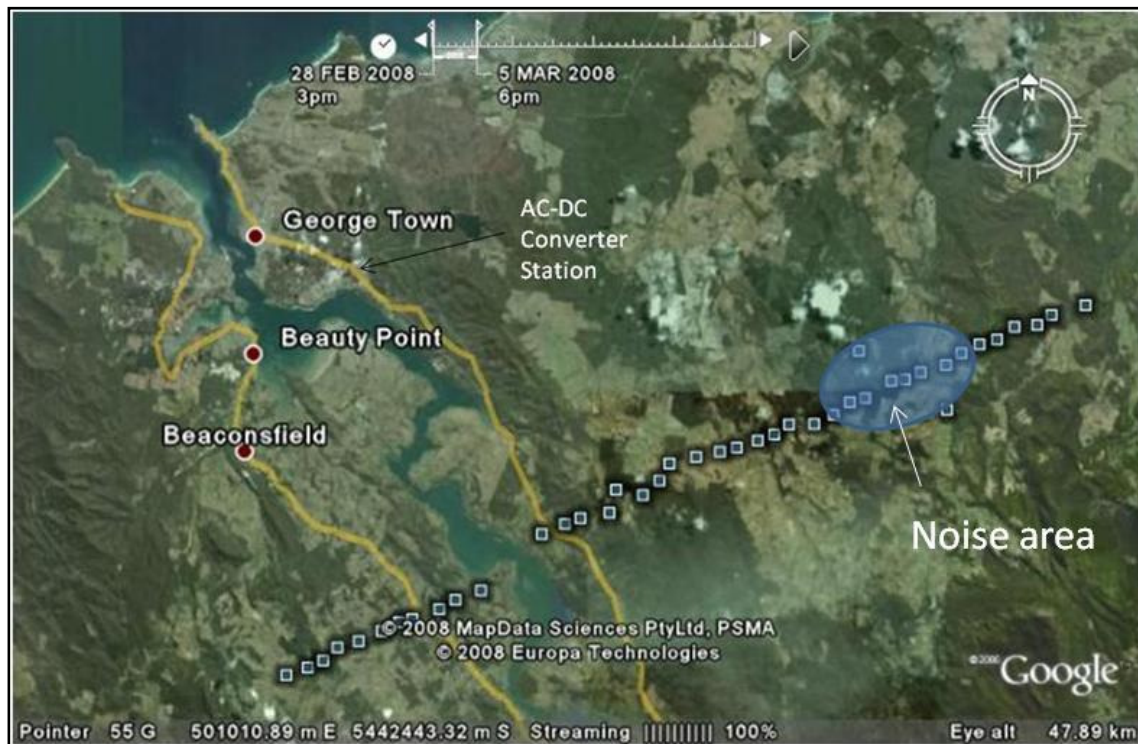 28 FEB 2008
3pm
5 MAR 2008
6pm
N
George Town
AC-DC
Converter
Station
Beauty Point
Beaconsfield
Noise area
© 2008 MapData Sciences PtyLtd, PSMA
© 2008 Europa Technologies
Google
Pointer 55 G 501010.89 m E 5442443.32 m S Streaming |||||||||| 100% Eye alt 47.89 km